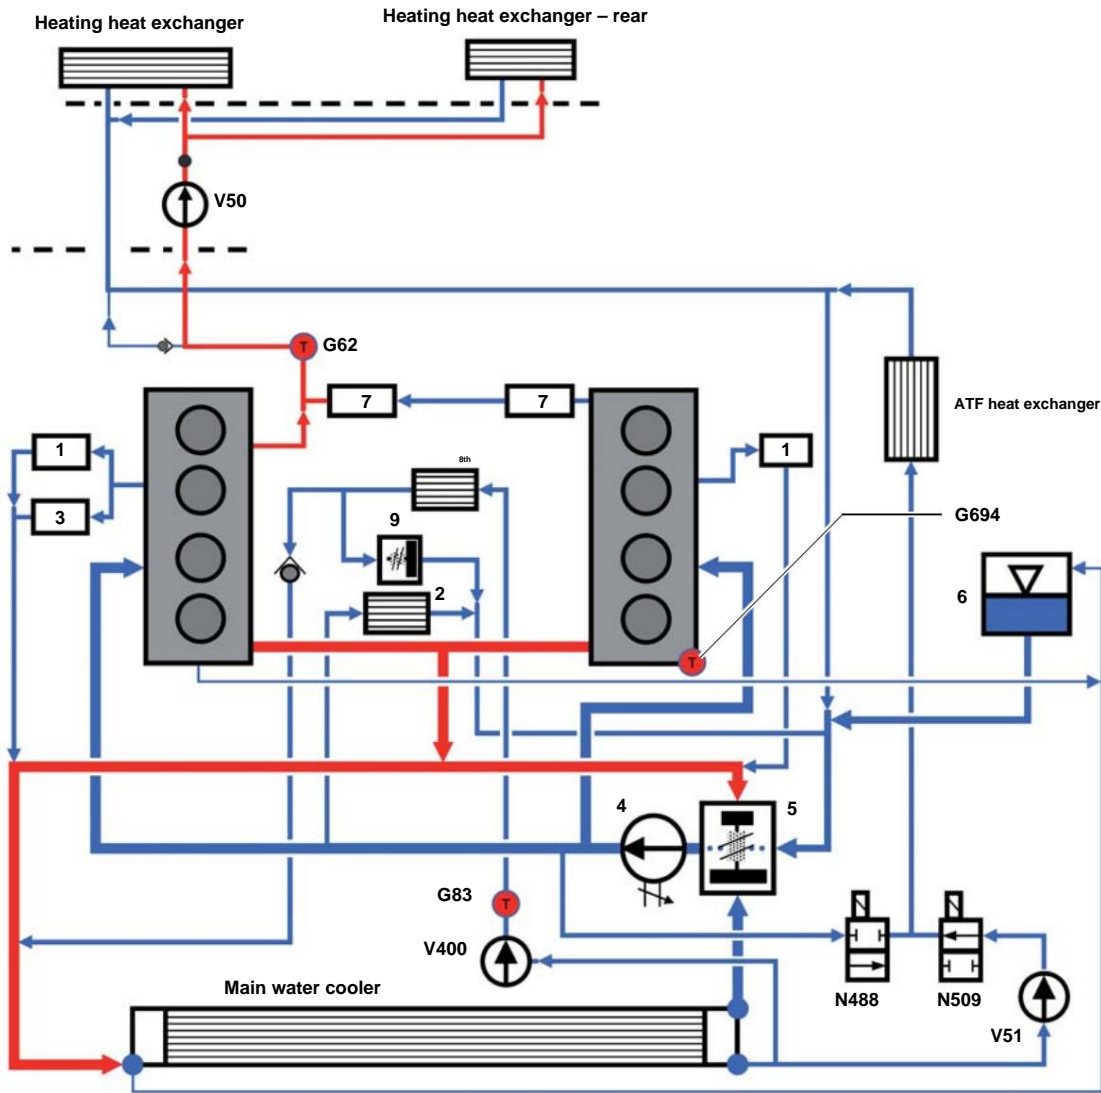 Heating heat exchanger
Heating heat exchanger – rear
V50
T
G62
7
7
ATF heat exchanger
1
8th
1
3
9
G694
2
6
T
4
5
G83
T
V400
N488
N509
Main water cooler
V51